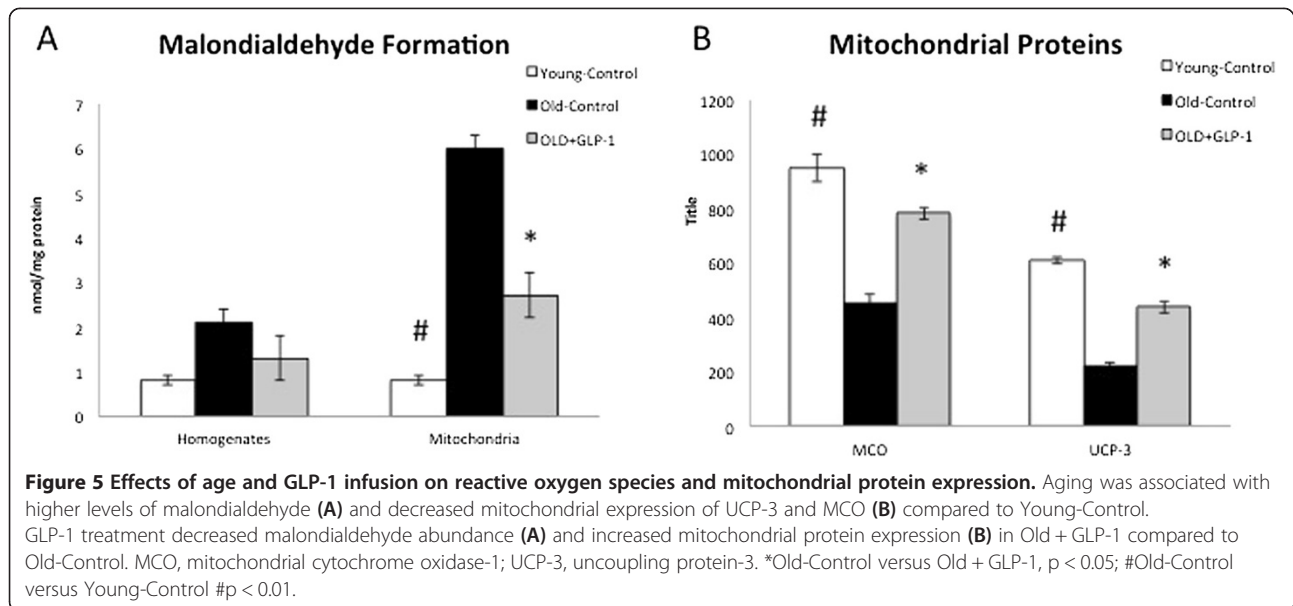 A
Malondialdehyde Formation
Young-Control
Old-Control
OLD+GLP-1
nmol/mg protein
7
6
5
4
3
2
1
0
#
*
Homogenates
Mitochondria
B
Mitochondrial Proteins
Young-Control
Old-Control
OLD+GLP-1
Title
1200
1000
800
600
400
200
0
#
*
#
*
MCO
UCP-3
Figure 5 Effects of age and GLP-1 infusion on reactive oxygen species and mitochondrial protein expression. Aging was associated with
higher levels of malondialdehyde (A) and decreased mitochondrial expression of UCP-3 and MCO (B) compared to Young-Control.
GLP-1 treatment decreased malondialdehyde abundance (A) and increased mitochondrial protein expression (B) in Old + GLP-1 compared to
Old-Control. MCO, mitochondrial cytochrome oxidase-1; UCP-3, uncoupling protein-3. *Old-Control versus Old + GLP-1, p < 0.05; #Old-Control
versus Young-Control #p < 0.01.